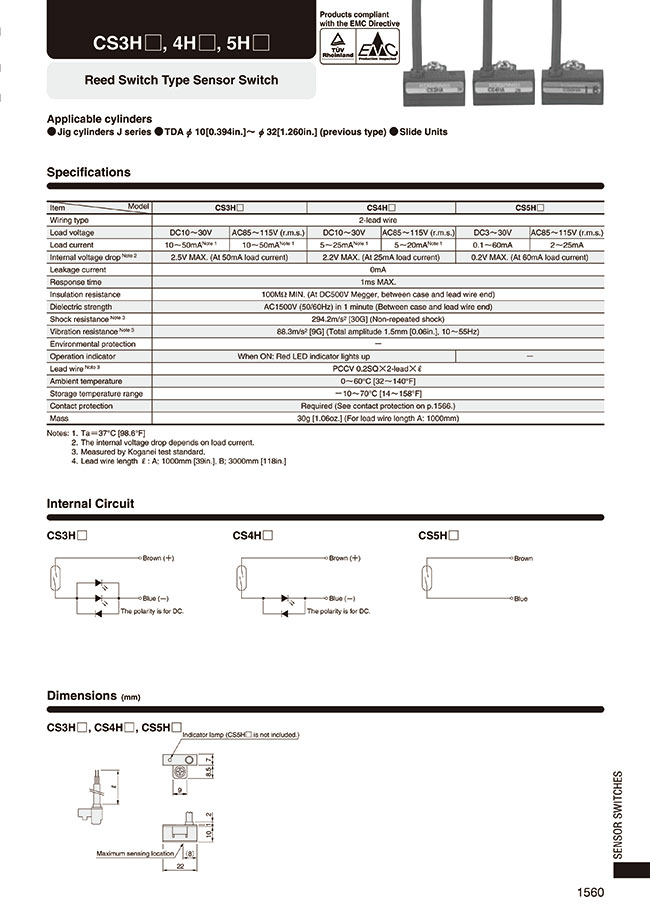 CS3H□, 4H□, 5H□
Reed Switch Type Sensor Switch
Products compliant
with the EMC Directive
TÜV
Rheinland
EMC
Production Inspected
CS3HA
CS4HA
Applicable cylinders
●Jig cylinders J series ●TDA φ 10[0.394in.]～ φ 32[1.260in.] (previous type) ●Slide Units
Specifications
Item Model CS3H□ CS4H□ CS5H□
Wiring type 2-lead wire
Load voltage DC10～30V AC85～115V (r.m.s.) DC10～30V AC85～115V (r.m.s.) DC3～30V AC85～115V (r.m.s.)
Load current 10～50mA Note 1 10～50mA Note 1 5～25mA Note 1 5～20mA Note 1 0.1～60mA 2～25mA
Internal voltage drop Note 2 2.5V MAX. (At 50mA load current) 2.2V MAX. (At 25mA load current) 0.2V MAX. (At 60mA load current)
Leakage current 0mA
Response time 1ms MAX.
Insulation resistance 100MΩ MIN. (At DC500V Megger, between case and lead wire end)
Dielectric strength AC1500V (50/60Hz) in 1 minute (Between case and lead wire end)
Shock resistance Note 3 294.2m/s² [30G] (Non-repeated shock)
Vibration resistance Note 3 88.3m/s² [9G] (Total amplitude 1.5mm [0.06in.], 10～55Hz)
Environmental protection －
Operation indicator When ON: Red LED indicator lights up －
Lead wire PCCV 0.2SQ×2-lead×ℓ
Ambient temperature 0～60°C [32～140°F]
Storage temperature range －10～70°C [14～158°F]
Contact protection Required (See contact protection on p.1566.)
Mass 30g [1.06oz.] (For lead wire length A: 1000mm)
Notes: 1. Ta＝37°C [98.6°F]
2. The internal voltage drop depends on load current.
3. Measured by Koganei test standard.
4. Lead wire length ℓ : A; 1000mm [39in.], B; 3000mm [118in.]
Internal Circuit
CS3H□ CS4H□ CS5H□
Brown (＋) Brown (＋) Brown
Blue (－) Blue (－) Blue
The polarity is for DC. The polarity is for DC.
Dimensions (mm)
CS3H□, CS4H□, CS5H□
Indicator lamp (CS5H□ is not included.)
7
8.5
9
ℓ
2
1
10
Maximum sensing location (8)
22
SENSOR SWITCHES
1560